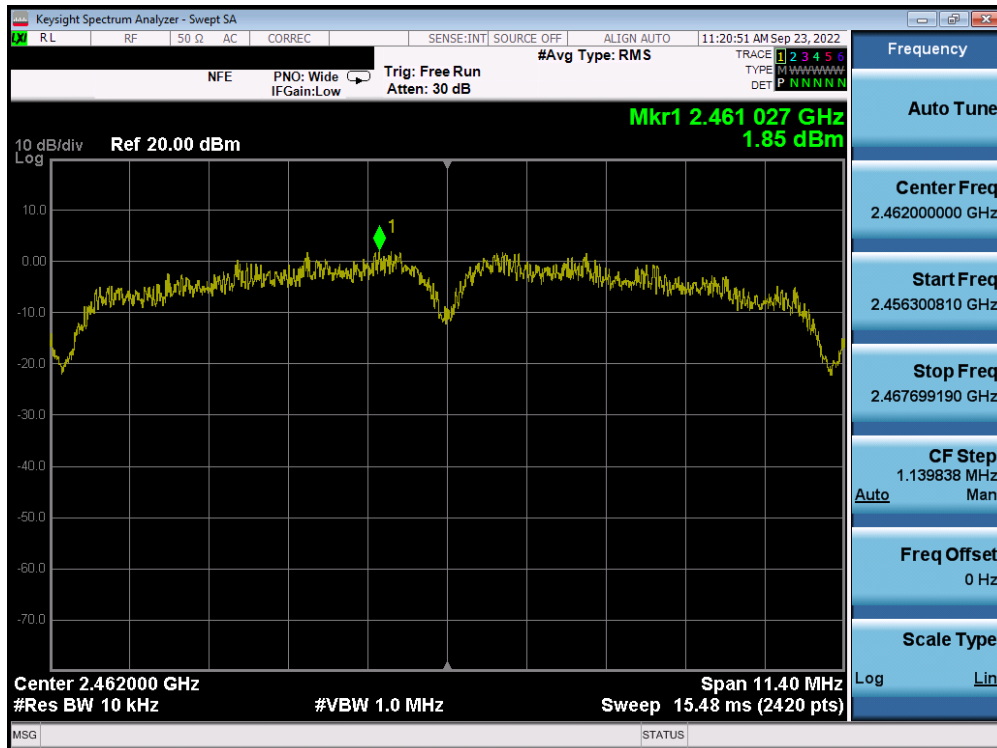 Keysight Spectrum Analyzer - Swept SA
LXI RL RF 50 Ω AC CORREC SENSE:INT SOURCE OFF ALIGN AUTO 11:20:51 AM Sep 23, 2022
Frequency
#Avg Type: RMS
TRACE 1 2 3 4 5 6
TYPE M WWWWW
DET P N N N N N
NFE
PNO: Wide
IFGain:Low
Trig: Free Run
Atten: 30 dB
Mkr1 2.461 027 GHz
1.85 dBm
10 dB/div
Log
Ref 20.00 dBm
10.0
0.00
-10.0
-20.0
-30.0
-40.0
-50.0
-60.0
-70.0
1
Center 2.462000 GHz
Span 11.40 MHz
#Res BW 10 kHz
#VBW 1.0 MHz
Sweep 15.48 ms (2420 pts)
MSG
STATUS
Auto Tune
Center Freq
2.462000000 GHz
Start Freq
2.456300810 GHz
Stop Freq
2.467699190 GHz
CF Step
1.139838 MHz
Auto Man
Freq Offset
0 Hz
Scale Type
Log Lin